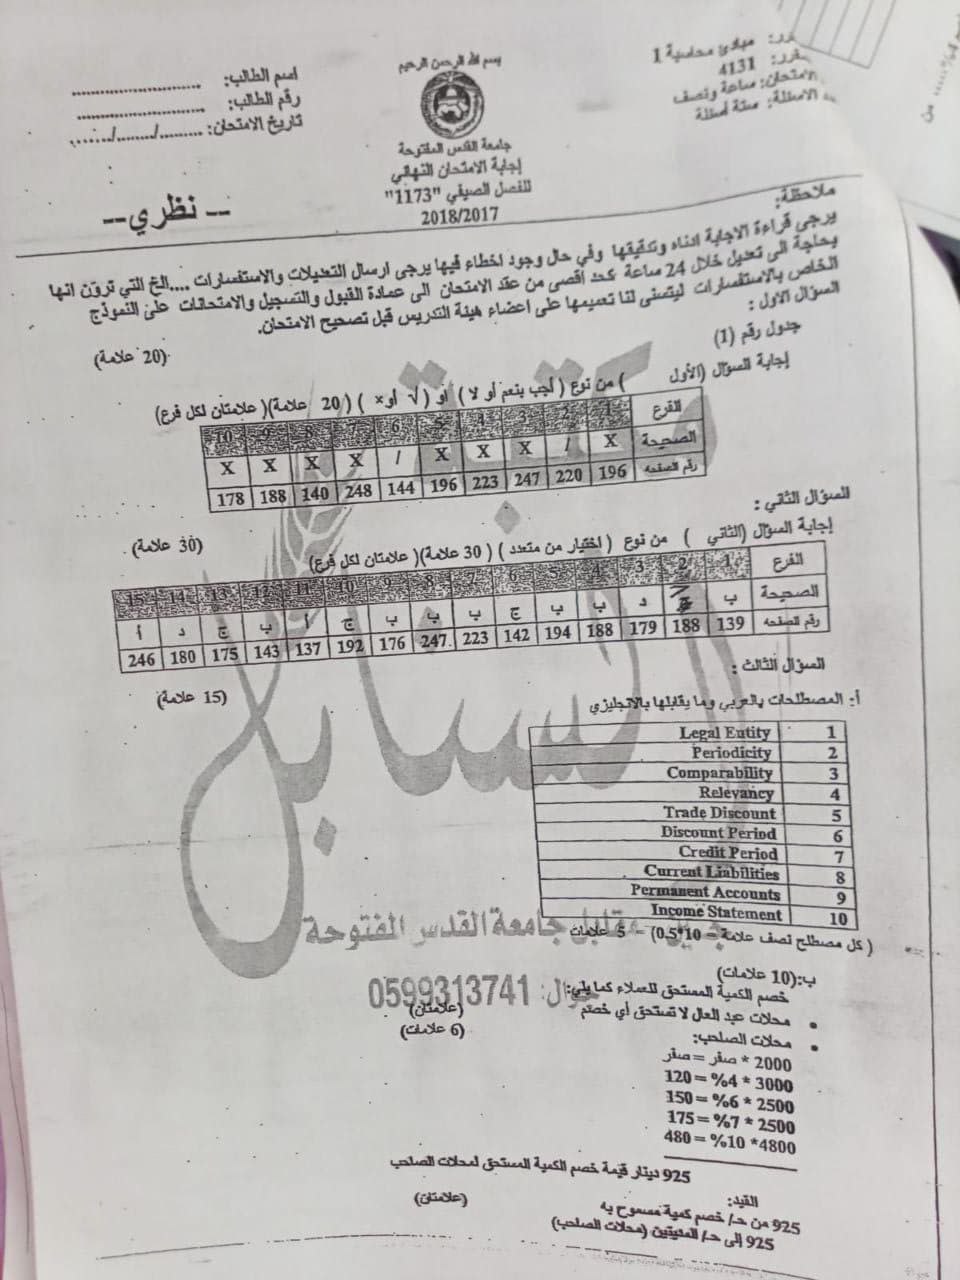 بسم الله الرحمن الرحيم
جامعة القدس المفتوحة
إجابة الامتحان النهائي
للفصل الصيفي "1173"
2018/2017
مبادئ محاسبة 1
4131
الامتحان: ساعة ونصف
الاسئلة: ستة أسئلة
اسم الطالب: ..........................
رقم الطالب: ..........................
تاريخ الامتحان: ........./......../.......
-- نظري --
ملاحظة:
يرجى قراءة الاجابة ادناه وتدقيقها وفي حال وجود اخطاء فيها يرجى ارسال التعديلات والاستفسارات ....الخ التي ترون انها
بحاجة الى تعديل خلال 24 ساعة كحد أقصى من عقد الامتحان الى عمادة القبول والتسجيل والامتحانات على النموذج
الخاص بالاستفسارات ليتسنى لنا تعميمها على اعضاء هيئة التدريس قبل تصحيح الامتحان.
السؤال الاول :
(20 علامة)
جدول رقم (1)
إجابة السؤال (الأول ) من نوع ( أجب بنعم أو لا ) أو ( √ أو× ) ( 20 علامة)( علامتان لكل فرع)
الفرع 1 2 3 4 5 6 7 8 9 10
الصحيحة X / X X X / X X X X
رقم الصفحه 196 220 247 223 196 144 248 140 188 178
السؤال الثاني :
(30 علامة)
إجابة السؤال (الثاني ) من نوع ( اختيار من متعدد ) ( 30 علامة)( علامتان لكل فرع)
الفرع 1 2 3 4 5 6 7 8 9 10 11 12 13 14 15
الصحيحة ب ج د ب ب ج ب ب ب ج أ ب ج د أ
رقم الصفحه 139 188 179 188 194 142 223 247 176 192 137 143 175 180 246
السؤال الثالث :
(15 علامة)
أ- المصطلحات بالعربي وما يقابلها بالانجليزي
Legal Entity 1
Periodicity 2
Comparability 3
Relevancy 4
Trade Discount 5
Discount Period 6
Credit Period 7
Current Liabilities 8
Permanent Accounts 9
Income Statement 10
( كل مصطلح نصف علامة = 10*0.5) = 5 علامات
مكتبة
السنابل
مقابل جامعة القدس المفتوحة
جوال: 0599313741
ب:(10 علامات)
خصم الكمية المستحق للعملاء كما يلي:
• محلات عبد العال لا تستحق أي خصم (علامتان)
• محلات الصاحب: (6 علامات)
2000 * صفر = صفر
3000 * 4% = 120
2500 * 6% = 150
2500 * 7% = 175
4800* 10% = 480
925 دينار قيمة خصم الكمية المستحق لمحلات الصاحب
القيد: (علامتان)
925 من ح/ خصم كمية مسموح به
925 إلى ح/ المدينين (محلات الصاحب)